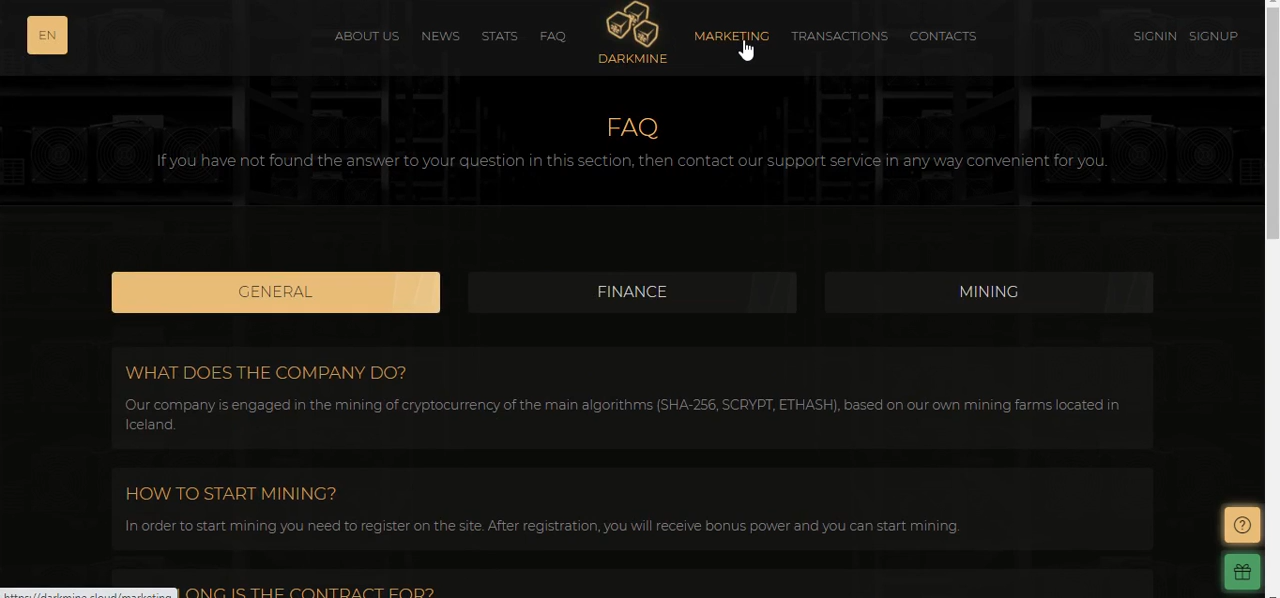 EN
ABOUT US
NEWS
STATS
FAQ
DARKMINE
MARKETING
TRANSACTIONS
CONTACTS
SIGNIN
SIGNUP
FAQ
If you have not found the answer to your question in this section, then contact our support service in any way convenient for you.
GENERAL
FINANCE
MINING
WHAT DOES THE COMPANY DO?
Our company is engaged in the mining of cryptocurrency of the main algorithms (SHA-256, SCRYPT, ETHASH), based on our own mining farms located in
Iceland.
HOW TO START MINING?
In order to start mining you need to register on the site. After registration, you will receive bonus power and you can start mining.
IS THE CONTRACT FOR?
https://darkmine.cloud/marketing